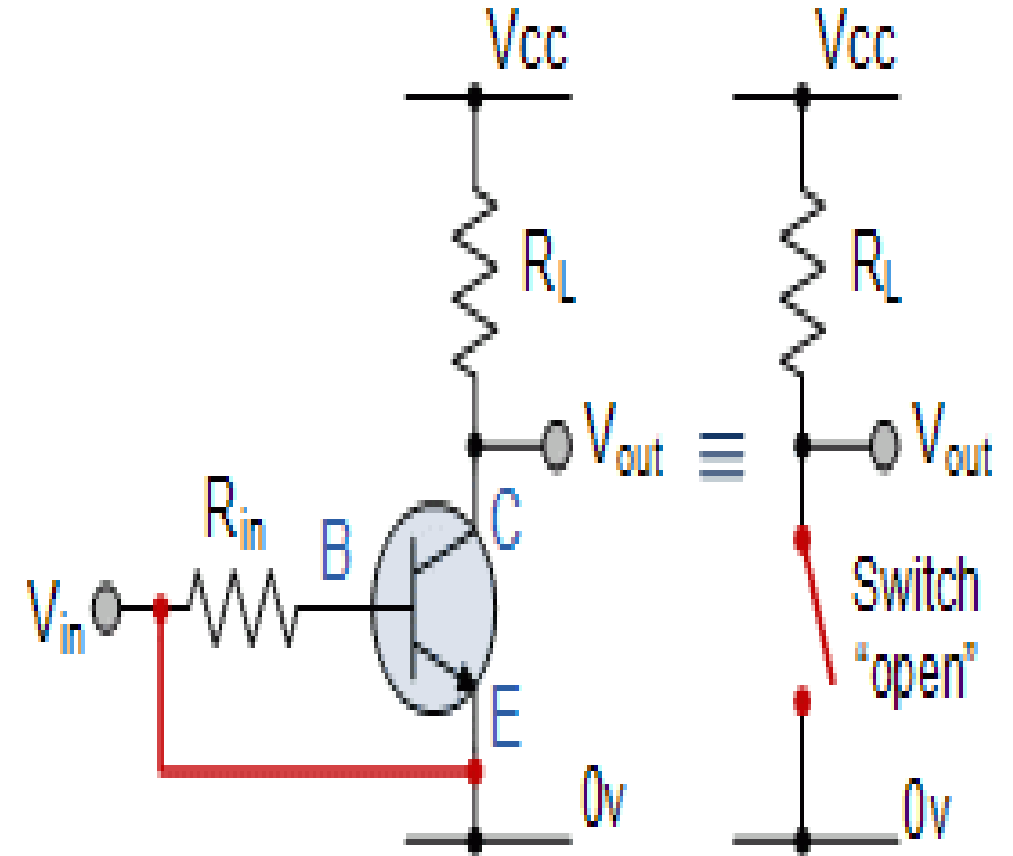 Vcc
Vcc
RL
RL
Vout
≡
Vout
C
Rin
B
Vin
Switch
"open"
E
0v
0v